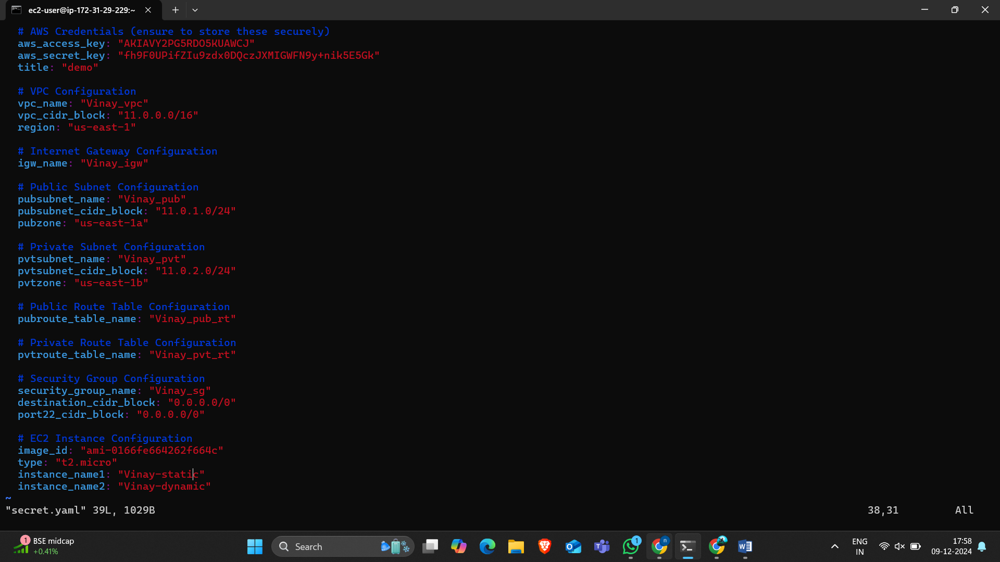 ec2-user@ip-172-31-29-229:~
# AWS Credentials (ensure to store these securely)
aws_access_key: "AKIAVY2PG5RDO5KUAWCJ"
aws_secret_key: "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"
title: "demo"
# VPC Configuration
vpc_name: "Vinay_vpc"
vpc_cidr_block: "11.0.0.0/16"
region: "us-east-1"
# Internet Gateway Configuration
igw_name: "Vinay_igw"
# Public Subnet Configuration
pubsubnet_name: "Vinay_pub"
pubsubnet_cidr_block: "11.0.1.0/24"
pubzone: "us-east-1a"
# Private Subnet Configuration
pvtsubnet_name: "Vinay_pvt"
pvtsubnet_cidr_block: "11.0.2.0/24"
pvtzone: "us-east-1b"
# Public Route Table Configuration
pubroute_table_name: "Vinay_pub_rt"
# Private Route Table Configuration
pvtroute_table_name: "Vinay_pvt_rt"
# Security Group Configuration
security_group_name: "Vinay_sg"
destination_cidr_block: "0.0.0.0/0"
port22_cidr_block: "0.0.0.0/0"
# EC2 Instance Configuration
image_id: "ami-0166fe664262f664c"
type: "t2.micro"
instance_name1: "Vinay-static"
instance_name2: "Vinay-dynamic"
~
"secret.yaml" 39L, 1029B 38,31 All
1 BSE midcap
+0.41%
Search
1
n
ENG
IN
17:58
09-12-2024